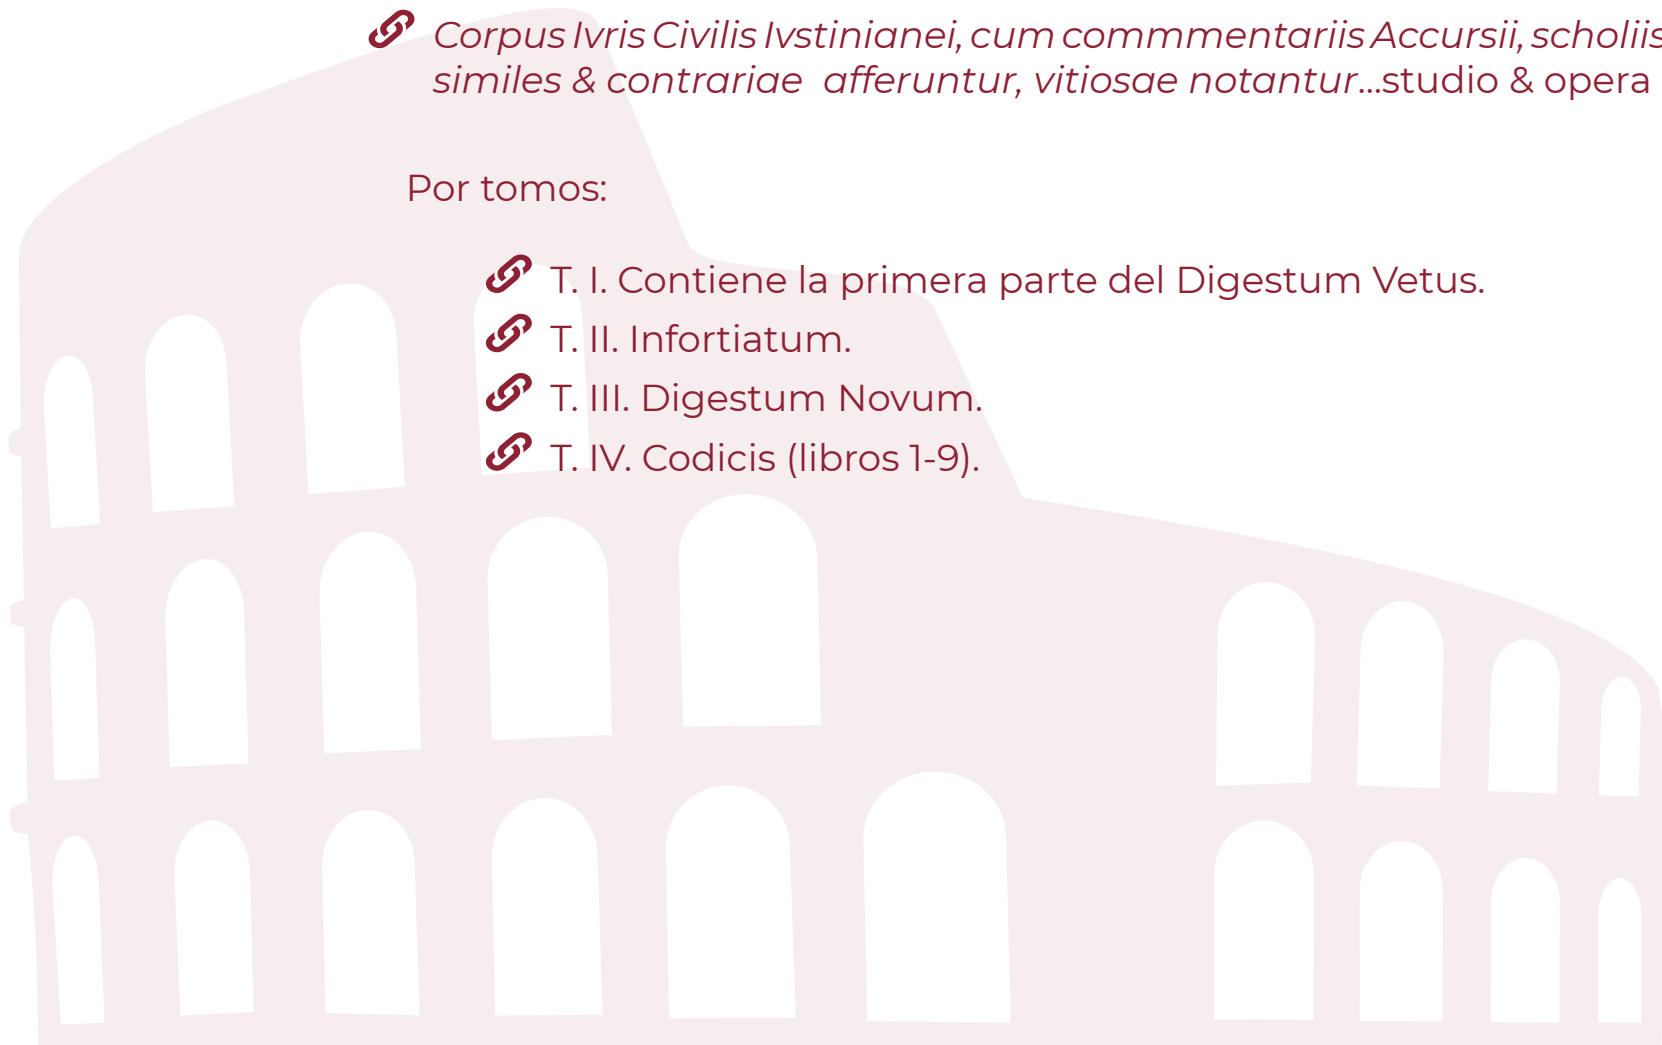 Corpus Ivris Civilis Ivstinianei, cum commmentariis Accursii, scholiis
similes & contrariae afferuntur, vitiosae notantur...studio & opera
Por tomos:
T. I. Contiene la primera parte del Digestum Vetus.
T. II. Infortiatum.
T. III. Digestum Novum.
T. IV. Codicis (libros 1-9).